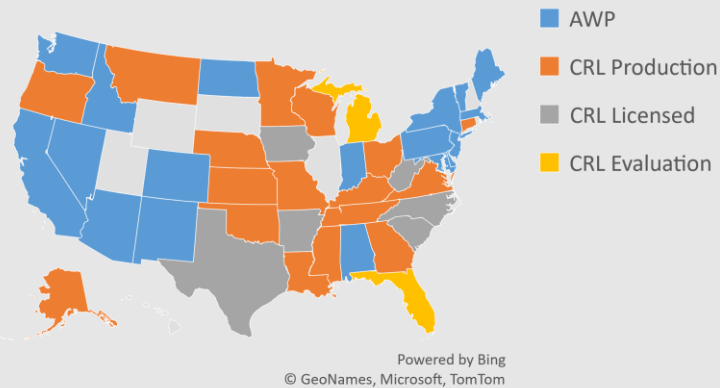 AWP
CRL Production
CRL Licensed
CRL Evaluation
Powered by Bing
© GeoNames, Microsoft, TomTom